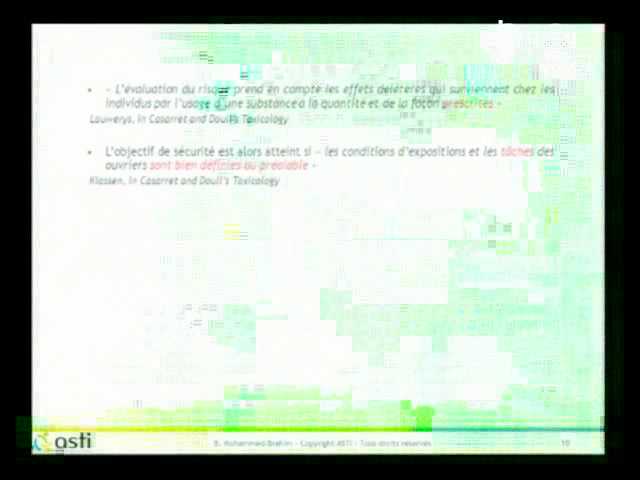 • « L'évaluation du risque prend en compte les effets délétères qui surviennent chez les
individus par l'usage d'une substance à la quantité et de la façon prescrites »
Lauwerys, in Casarret and Doull's Toxicology
• L'objectif de sécurité est alors atteint si « les conditions d'expositions et les tâches des
ouvriers sont bien définies au préalable »
Klassen, in Casarret and Doull's Toxicology
asti
B. Mohammed-Brahim - Copyright ASTI - Tous droits réservés
10